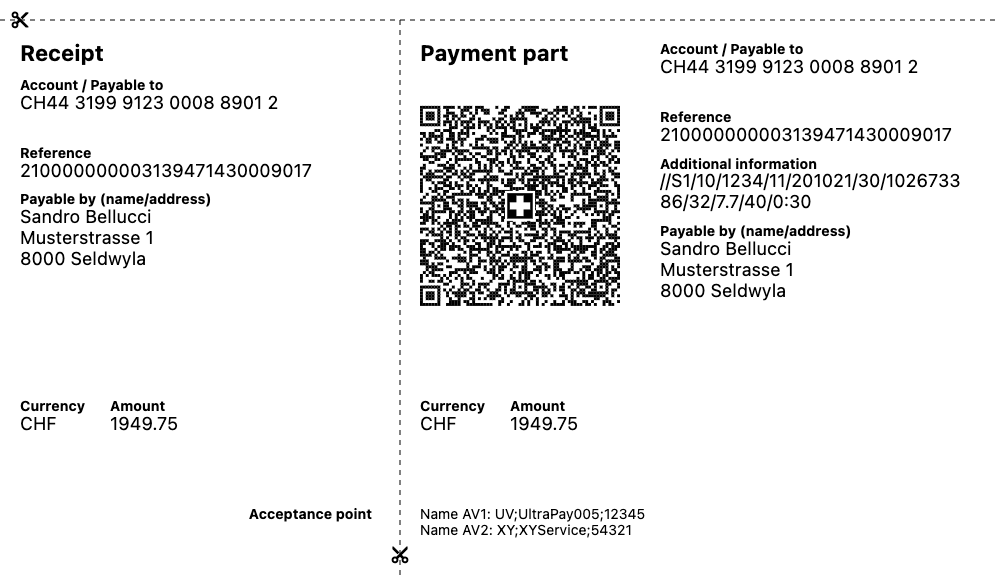 Receipt
Account / Payable to
CH44 3199 9123 0008 8901 2
Reference
210000000003139471430009017
Payable by (name/address)
Sandro Bellucci
Musterstrasse 1
8000 Seldwyla
Currency Amount
CHF 1949.75
Acceptance point
Payment part
Currency Amount
CHF 1949.75
Name AV1: UV;UltraPay005;12345
Name AV2: XY;XYService;54321
Account / Payable to
CH44 3199 9123 0008 8901 2
Reference
210000000003139471430009017
Additional information
//S1/10/1234/11/201021/30/1026733
86/32/7.7/40/0:30
Payable by (name/address)
Sandro Bellucci
Musterstrasse 1
8000 Seldwyla